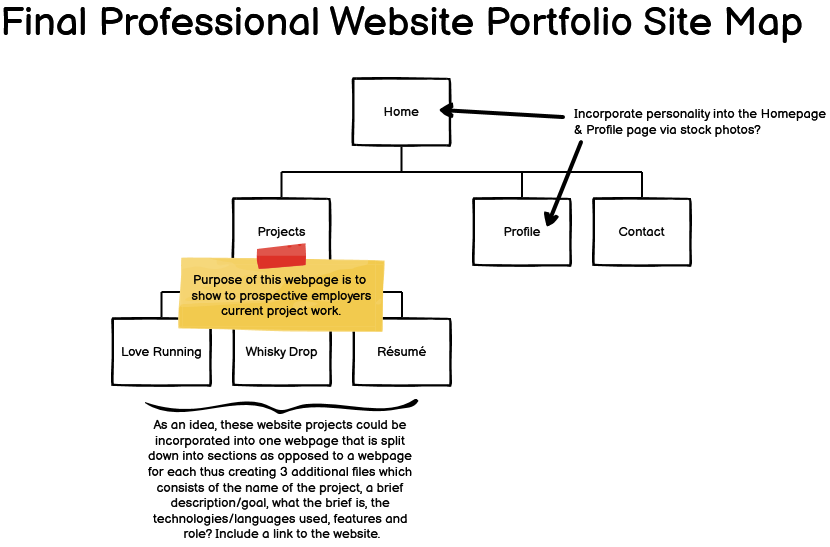 Final Professional Website Portfolio Site Map
Home
Incorporate personality into the Homepage
& Profile page via stock photos?
Projects
Profile
Contact
Purpose of this webpage is to
show to prospective employers
current project work.
Love Running
Whisky Drop
Résumé
As an idea, these website projects could be
incorporated into one webpage that is split
down into sections as opposed to a webpage
for each thus creating 3 additional files which
consists of the name of the project, a brief
description/goal, what the brief is, the
technologies/languages used, features and
role? Include a link to the website.